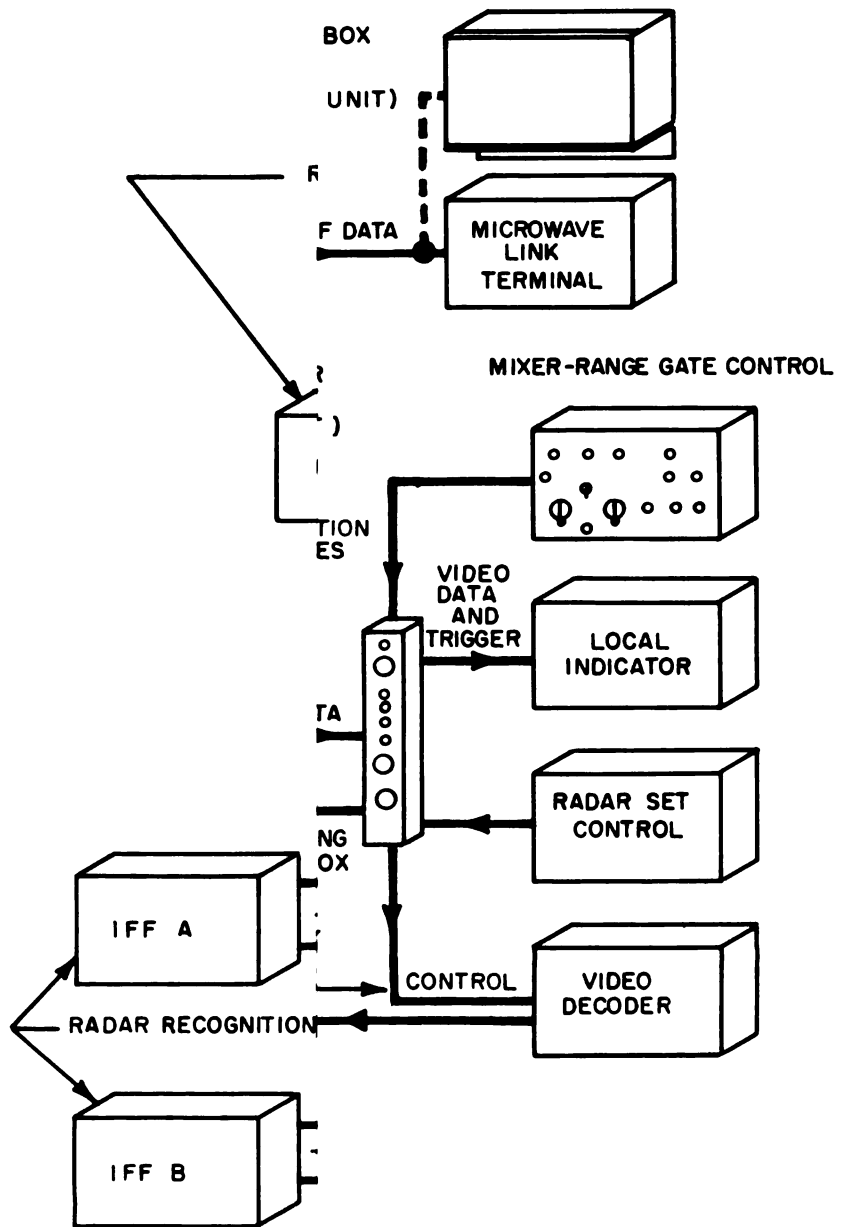 BOX
UNIT)
F DATA
MICROWAVE
LINK
TERMINAL
MIXER-RANGE GATE CONTROL
)
TION
ES
VIDEO
DATA
AND
TRIGGER
LOCAL
INDICATOR
TA
RADAR SET
CONTROL
NG
OX
IFF A
CONTROL
VIDEO
DECODER
RADAR RECOGNITION
IFF B